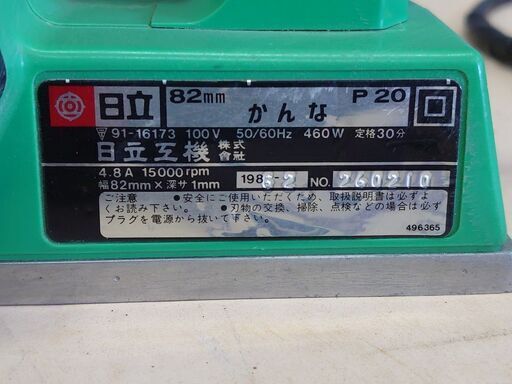 日立 82mm かんな P 20
91-16173 100V 50/60Hz 460W 定格30分
日立工機 株式會社
4.8A 15000rpm
幅82mm×深サ1mm
198 6-2 NO. 260210
ご注意 ●安全にご使用いただくため、取扱説明書は必ずよくお読み下さい。●刃物の交換、掃除、点検などの場合は必ず
プラグを電源から抜いて下さい。
496365